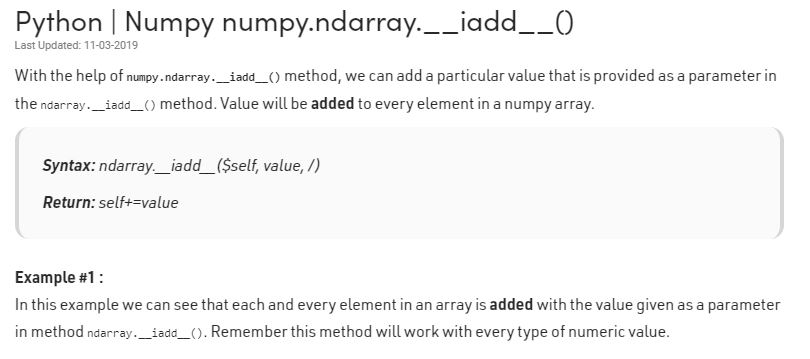 Python | Numpy numpy.ndarray.__iadd__()
Last Updated: 11-03-2019
With the help of numpy.ndarray.__iadd__() method, we can add a particular value that is provided as a parameter in
the ndarray.__iadd__() method. Value will be added to every element in a numpy array.
Syntax: ndarray.__iadd__($self, value, /)
Return: self+=value
Example #1 :
In this example we can see that each and every element in an array is added with the value given as a parameter
in method ndarray.__iadd__(). Remember this method will work with every type of numeric value.